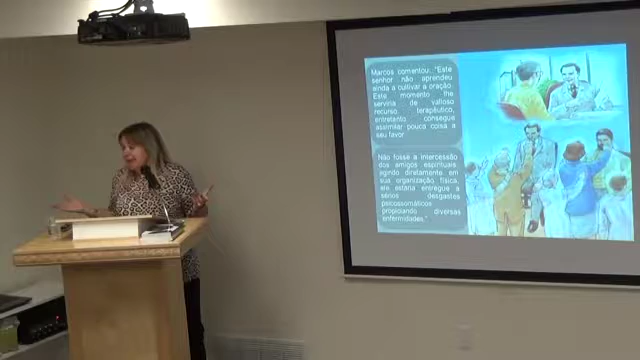 Marcos comentou: "Este
senhor não aprendeu
ainda a cultivar a oração.
Este momento lhe
serviria de valioso
recurso terapêutico,
entretanto consegue
assimilar pouca coisa a
seu favor
Não fosse a intercessão
dos amigos espirituais,
agindo diretamente em
sua organização física,
ele estaria entregue a
sérios desgastes
psicossomáticos
propiciando diversas
enfermidades."